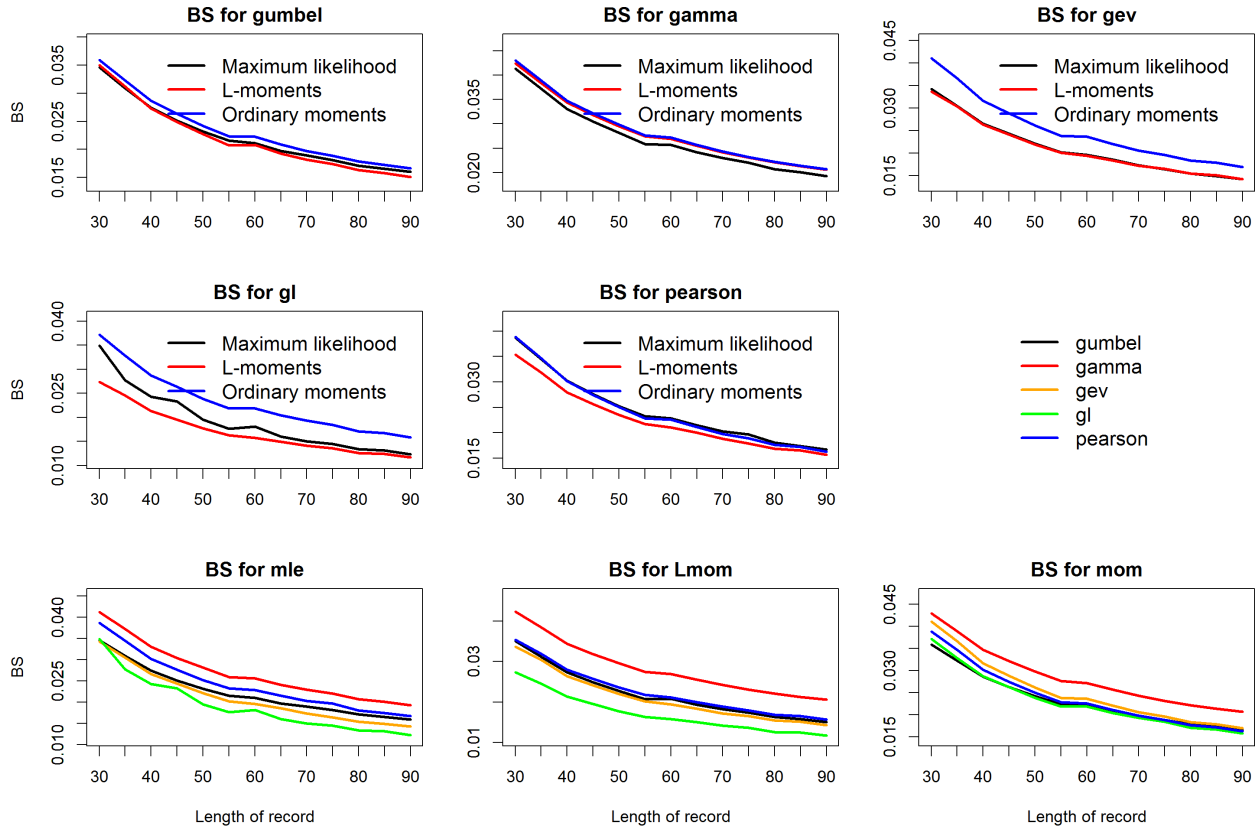 BS for gumbel
BS for gamma
BS for gev
BS
0.015 0.025 0.035
Maximum likelihood
L-moments
Ordinary moments
30 40 50 60 70 80 90
0.020 0.035
Maximum likelihood
L-moments
Ordinary moments
30 40 50 60 70 80 90
0.015 0.030 0.045
Maximum likelihood
L-moments
Ordinary moments
30 40 50 60 70 80 90
BS for gl
BS for pearson
BS
0.010 0.025 0.040
Maximum likelihood
L-moments
Ordinary moments
30 40 50 60 70 80 90
0.015 0.030
Maximum likelihood
L-moments
Ordinary moments
30 40 50 60 70 80 90
gumbel
gamma
gev
gl
pearson
BS for mle
BS for Lmom
BS for mom
BS
0.010 0.025 0.040
30 40 50 60 70 80 90
Length of record
0.01 0.03
30 40 50 60 70 80 90
Length of record
0.015 0.030 0.045
30 40 50 60 70 80 90
Length of record